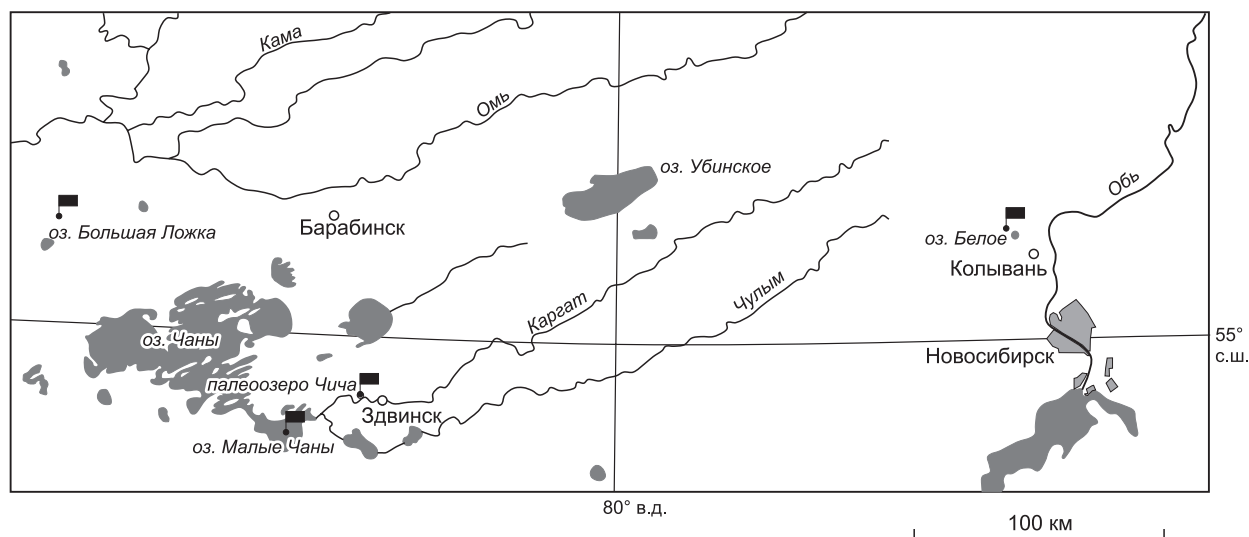 Кама
Омь
оз. Убинское
Обь
оз. Большая Ложка
Барабинск
оз. Белое
Колывань
Каргат
Чулым
оз. Чаны
55°
с.ш.
Новосибирск
палеоозеро Чича
Здвинск
оз. Малые Чаны
80° в.д.
100 км